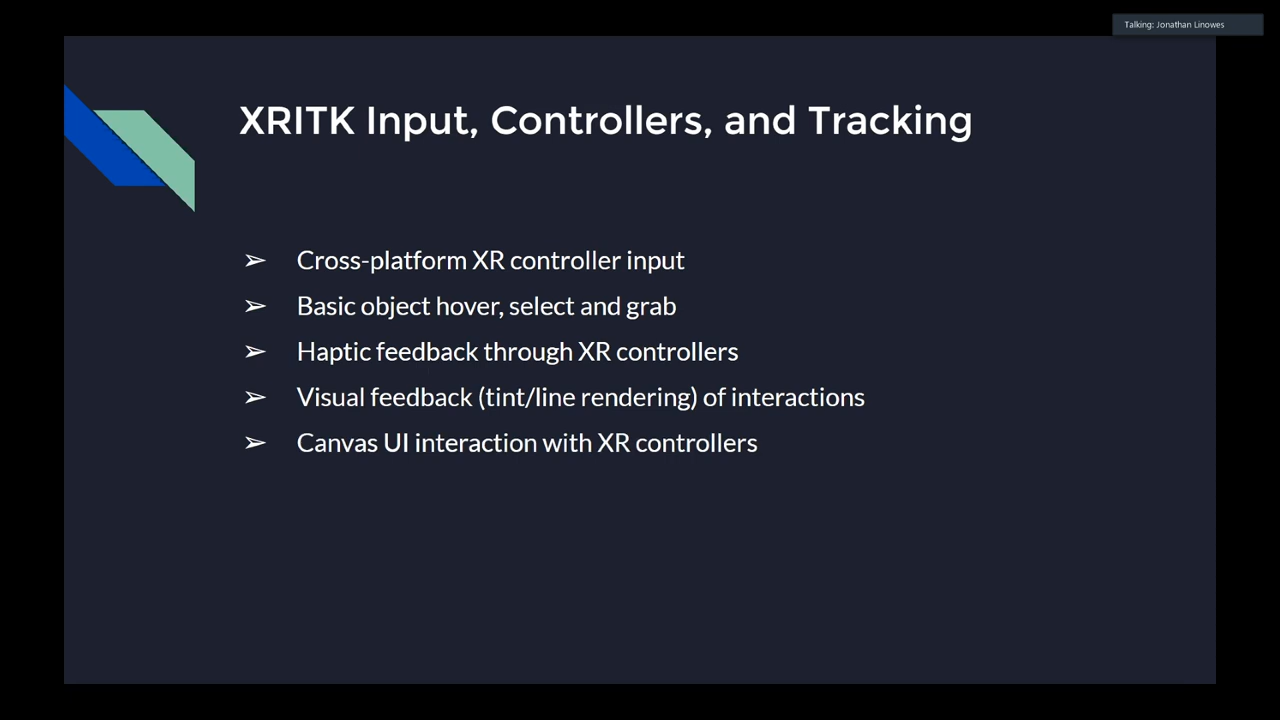 Talking: Jonathan Linowes
XRITK Input, Controllers, and Tracking
➢ Cross-platform XR controller input
➢ Basic object hover, select and grab
➢ Haptic feedback through XR controllers
➢ Visual feedback (tint/line rendering) of interactions
➢ Canvas UI interaction with XR controllers